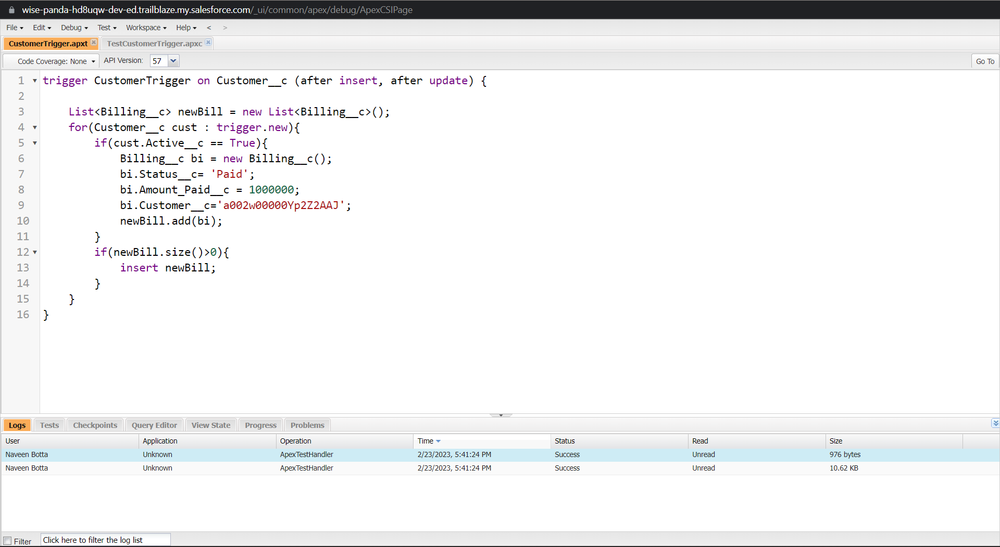 wise-panda-hd8uqw-dev-ed.trailblaze.my.salesforce.com/_ui/common/apex/debug/ApexCSIPage
File Edit Debug Test Workspace Help < >
CustomerTrigger.apxt TestCustomerTrigger.apxc
Code Coverage: None API Version: 57 Go To
1 trigger CustomerTrigger on Customer__c (after insert, after update) {
2
3 List<Billing__c> newBill = new List<Billing__c>();
4 for(Customer__c cust : trigger.new){
5 if(cust.Active__c == True){
6 Billing__c bi = new Billing__c();
7 bi.Status__c= 'Paid';
8 bi.Amount_Paid__c = 1000000;
9 bi.Customer__c='a002w00000Yp2Z2AAJ';
10 newBill.add(bi);
11 }
12 if(newBill.size()>0){
13 insert newBill;
14 }
15 }
16 }
Logs Tests Checkpoints Query Editor View State Progress Problems
User Application Operation Time Status Read Size
Naveen Botta Unknown ApexTestHandler 2/23/2023, 5:41:24 PM Success Unread 976 bytes
Naveen Botta Unknown ApexTestHandler 2/23/2023, 5:41:24 PM Success Unread 10.62 KB
Filter Click here to filter the log list